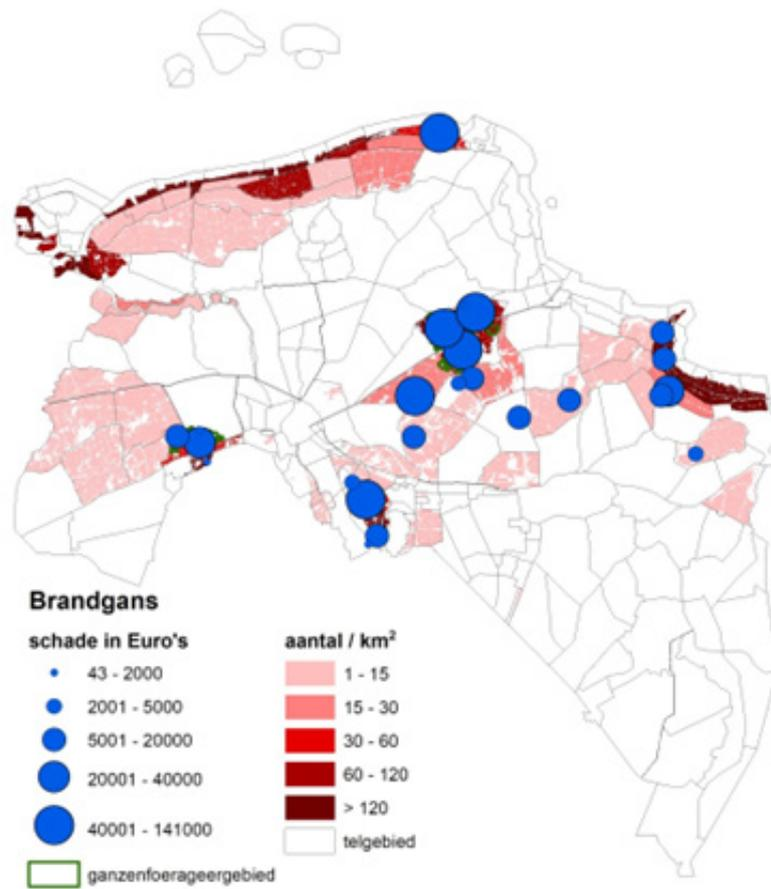 Brandgans
schade in Euro's
43 - 2000
2001 - 5000
5001 - 20000
20001 - 40000
40001 - 141000
ganzenfoerageergebied
aantal / km²
1 - 15
15 - 30
30 - 60
60 - 120
> 120
telgebied